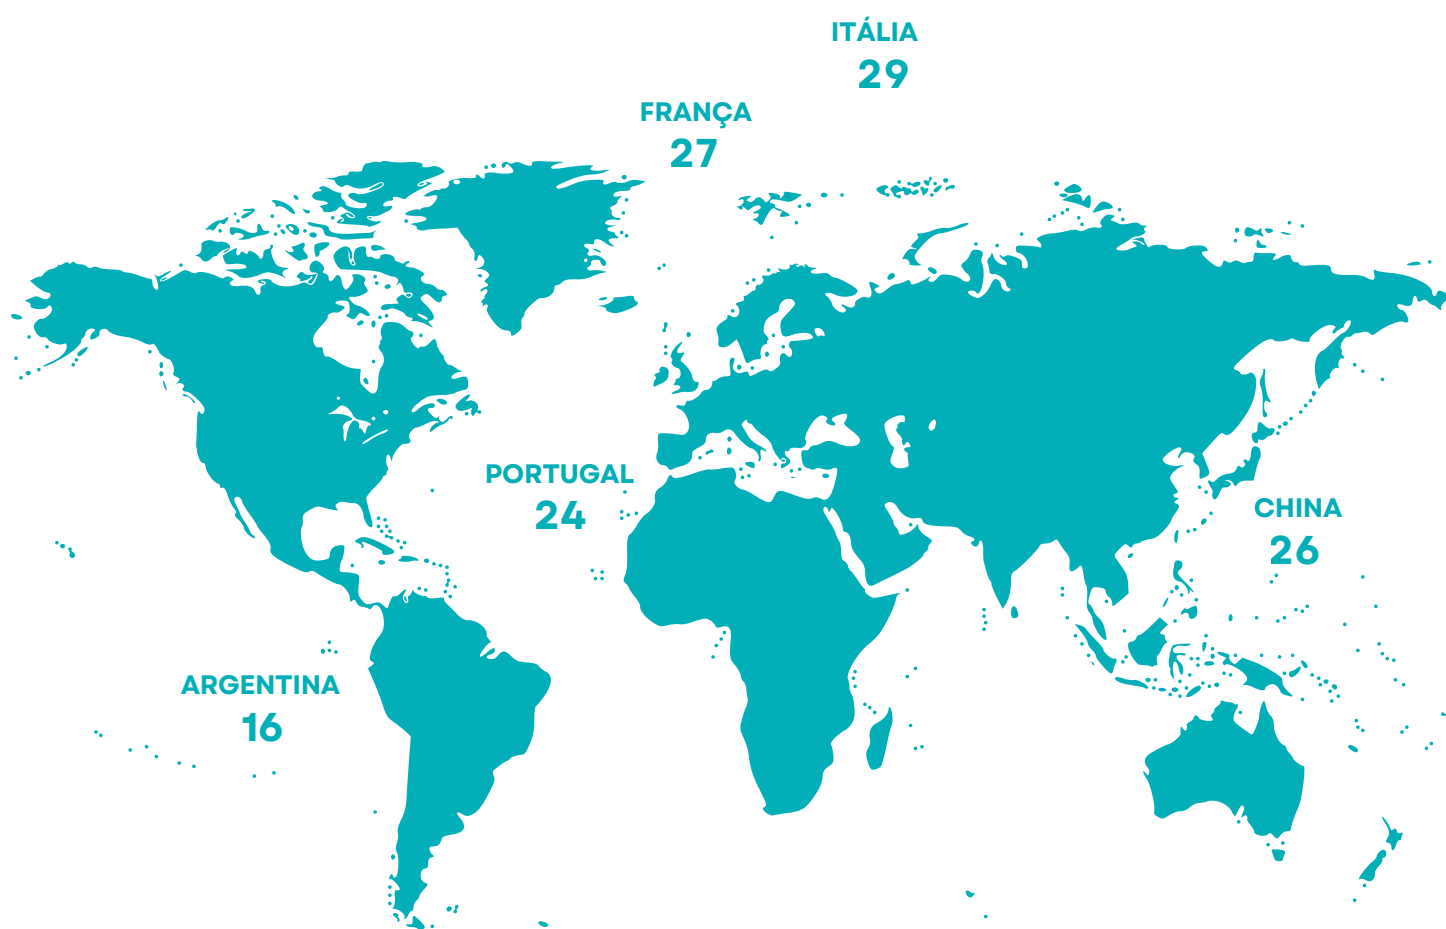 ITÁLIA
29
FRANÇA
27
PORTUGAL
24
CHINA
26
ARGENTINA
16